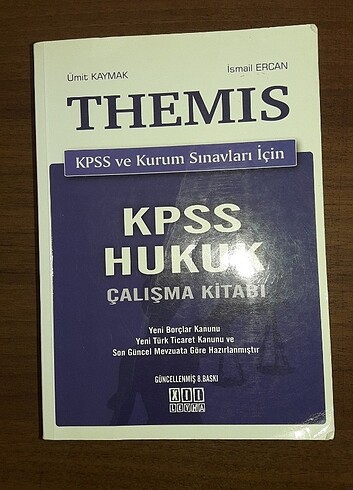 Ümit KAYMAK
İsmail ERCAN
THEMIS
KPSS ve Kurum Sınavları İçin
KPSS
HUKUK
ÇALIŞMA KİTABI
Yeni Borçlar Kanunu
Yeni Türk Ticaret Kanunu ve
Son Güncel Mevzuata Göre Hazırlanmıştır
GÜNCELLENMİŞ 8.BASKI
XII
LEVHA